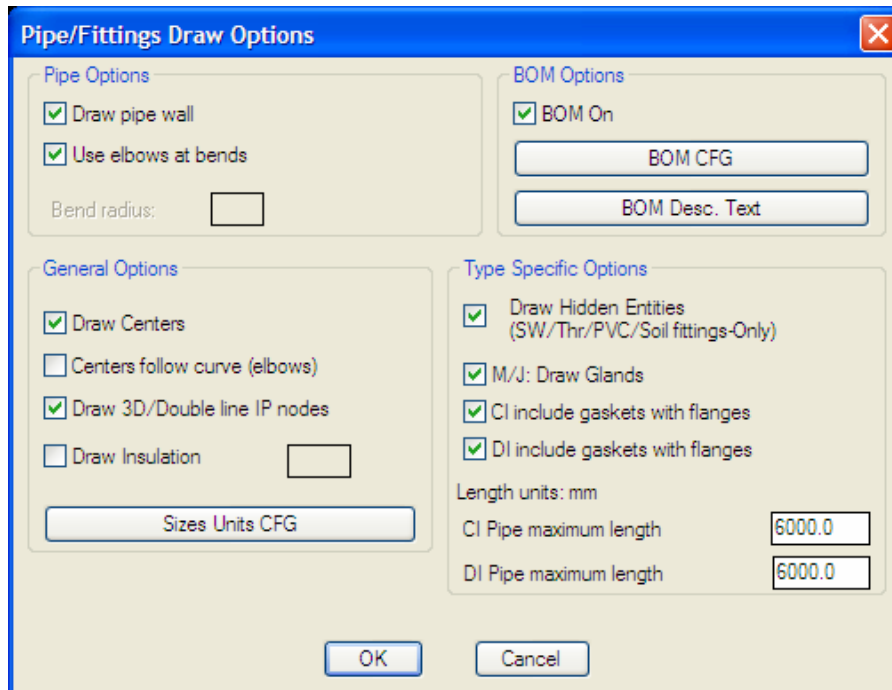 Pipe/Fittings Draw Options
Pipe Options
Draw pipe wall
Use elbows at bends
Bend radius:
BOM Options
BOM On
BOM CFG
BOM Desc. Text
General Options
Draw Centers
Centers follow curve (elbows)
Draw 3D/Double line IP nodes
Draw Insulation
Sizes Units CFG
Type Specific Options
Draw Hidden Entities
(SW/Thr/PVC/Soil fittings-Only)
M/J: Draw Glands
CI include gaskets with flanges
DI include gaskets with flanges
Length units: mm
CI Pipe maximum length 6000.0
DI Pipe maximum length 6000.0
OK Cancel